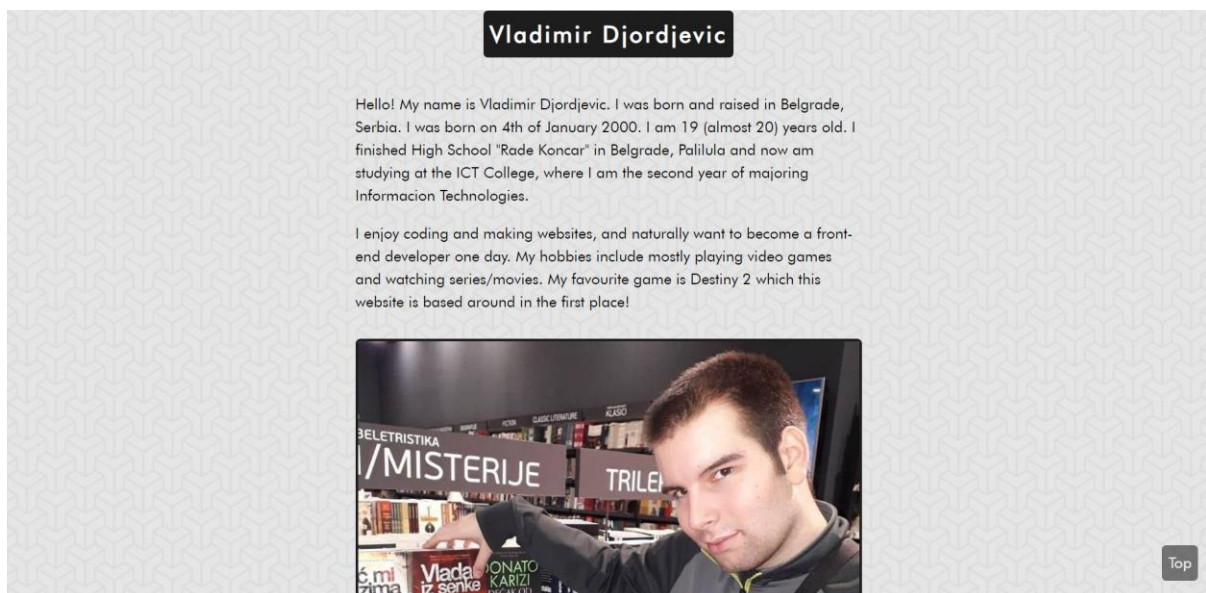 Vladimir Djordjevic
Hello! My name is Vladimir Djordjevic. I was born and raised in Belgrade,
Serbia. I was born on 4th of January 2000. I am 19 (almost 20) years old. I
finished High School "Rade Koncar" in Belgrade, Palilula and now am
studying at the ICT College, where I am the second year of majoring
Informacion Technologies.
I enjoy coding and making websites, and naturally want to become a front-
end developer one day. My hobbies include mostly playing video games
and watching series/movies. My favourite game is Destiny 2 which this
website is based around in the first place!
FICTION
CLASSIC LITERATURE
KLASICI
BELETRISTIKA
I/MISTERIJE
TRILER
Vlada
iz senke
DONATO
KARIZI
DEČAK OD
Top